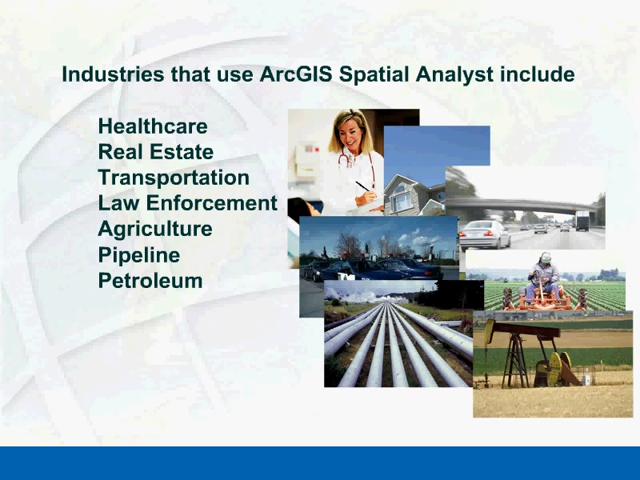 Industries that use ArcGIS Spatial Analyst include
Healthcare
Real Estate
Transportation
Law Enforcement
Agriculture
Pipeline
Petroleum